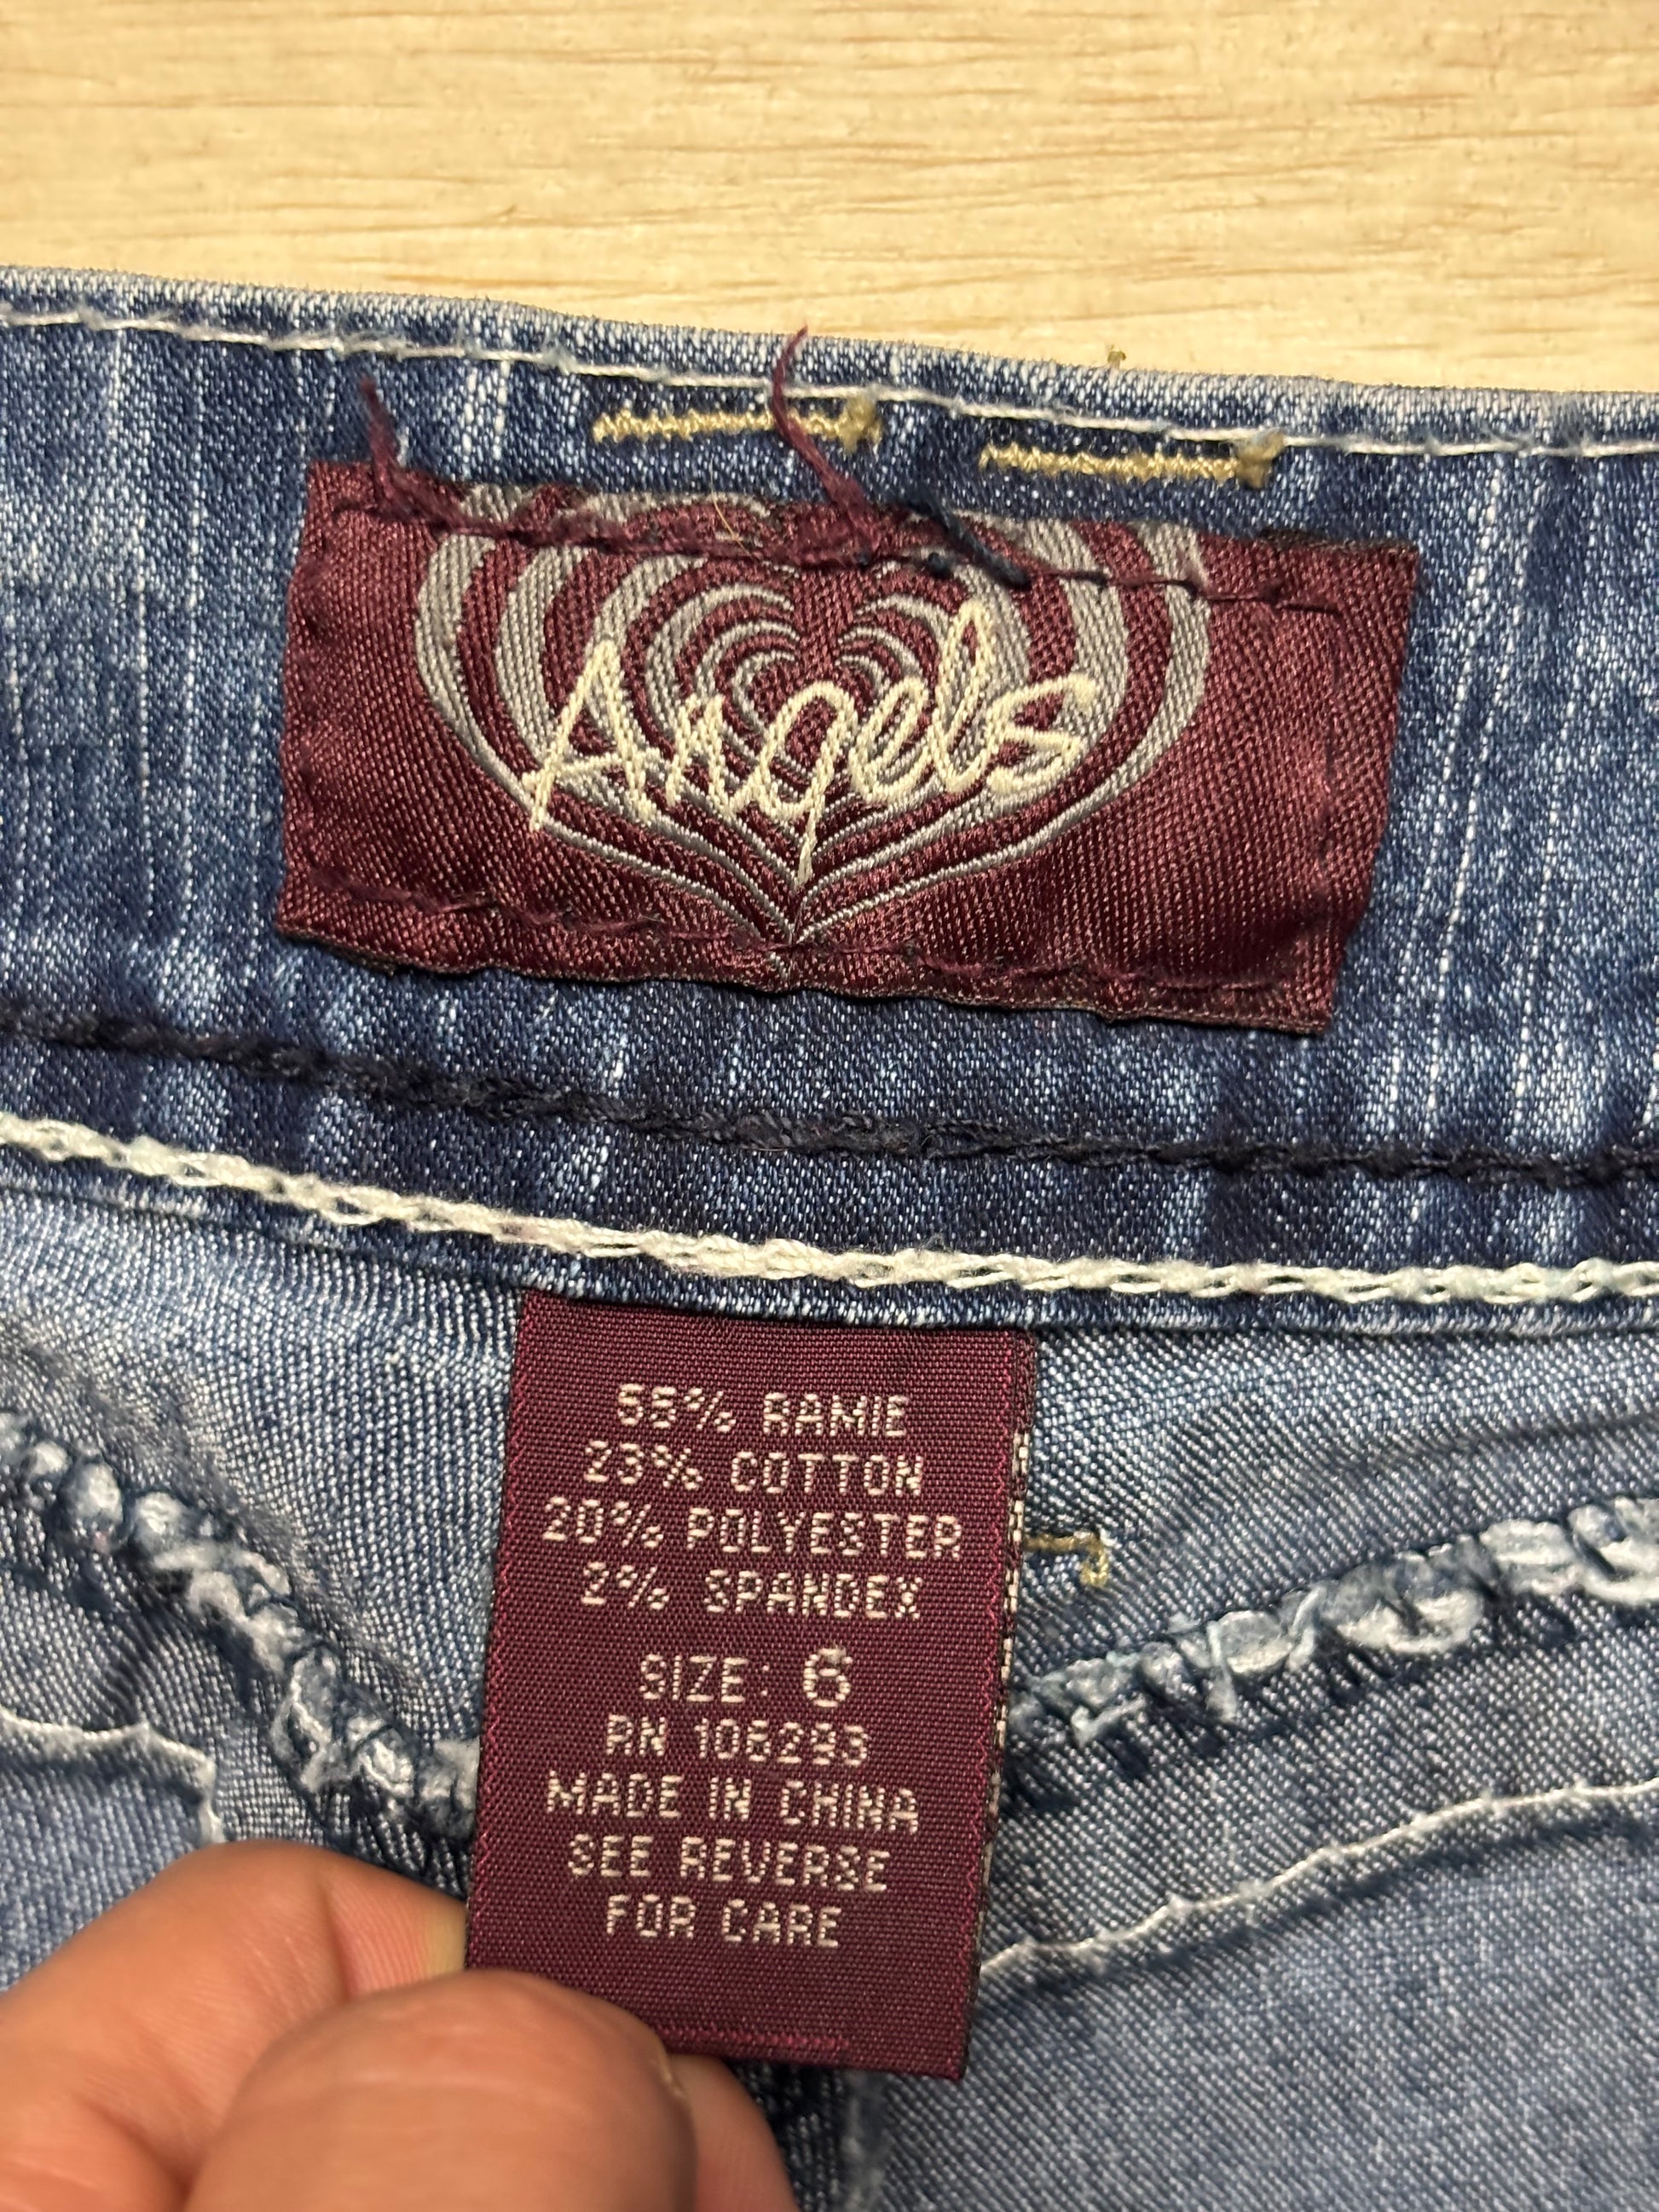 Angels
55% RAMIE
23% COTTON
20% POLYESTER
2% SPANDEX
SIZE: 6
RN 106293
MADE IN CHINA
SEE REVERSE
FOR CARE